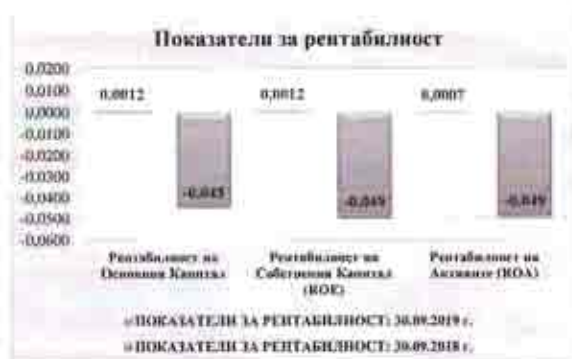 Показатели за рентабилност
0,0200
0,0100
0,0000
-0,0100
-0,0200
-0,0300
-0,0400
-0,0500
-0,0600
0,0012
-0,045
0,0012
-0,049
0,0007
-0,049
Рентабилност на
Основния Капитал
Рентабилност на
Собствения Капитал
(ROE)
Рентабилност на
Активите (ROA)
ПОКАЗАТЕЛИ ЗА РЕНТАБИЛНОСТ: 30.09.2019 г.
ПОКАЗАТЕЛИ ЗА РЕНТАБИЛНОСТ: 30.09.2018 г.